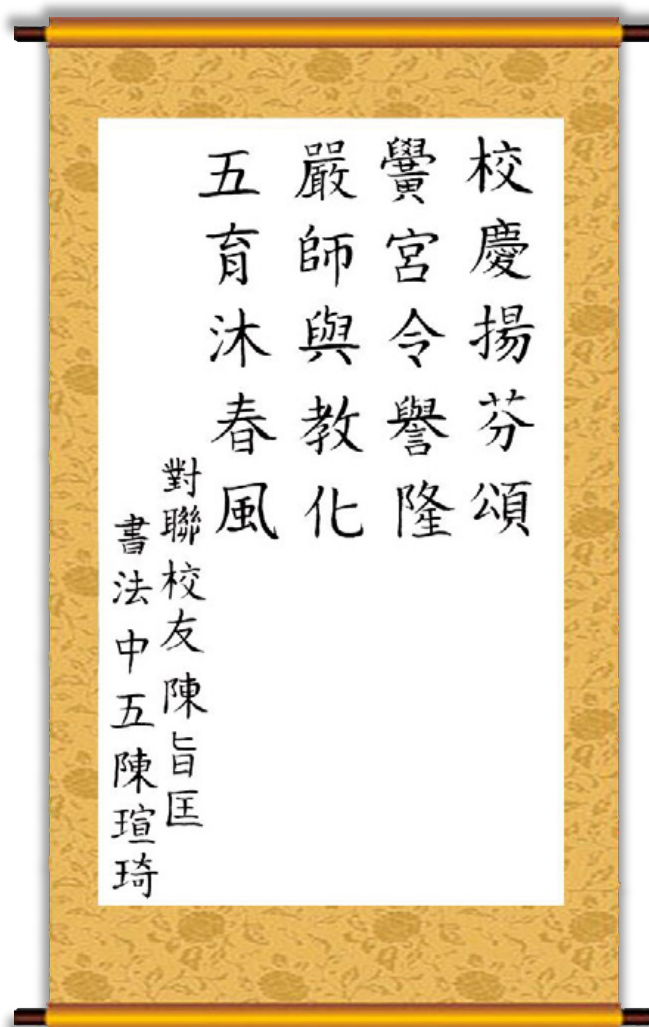 校慶揚芬頌
黌宮令譽隆
嚴師與教化
五育沐春風
對聯校友陳旨匡
書法中五陳瑄琦